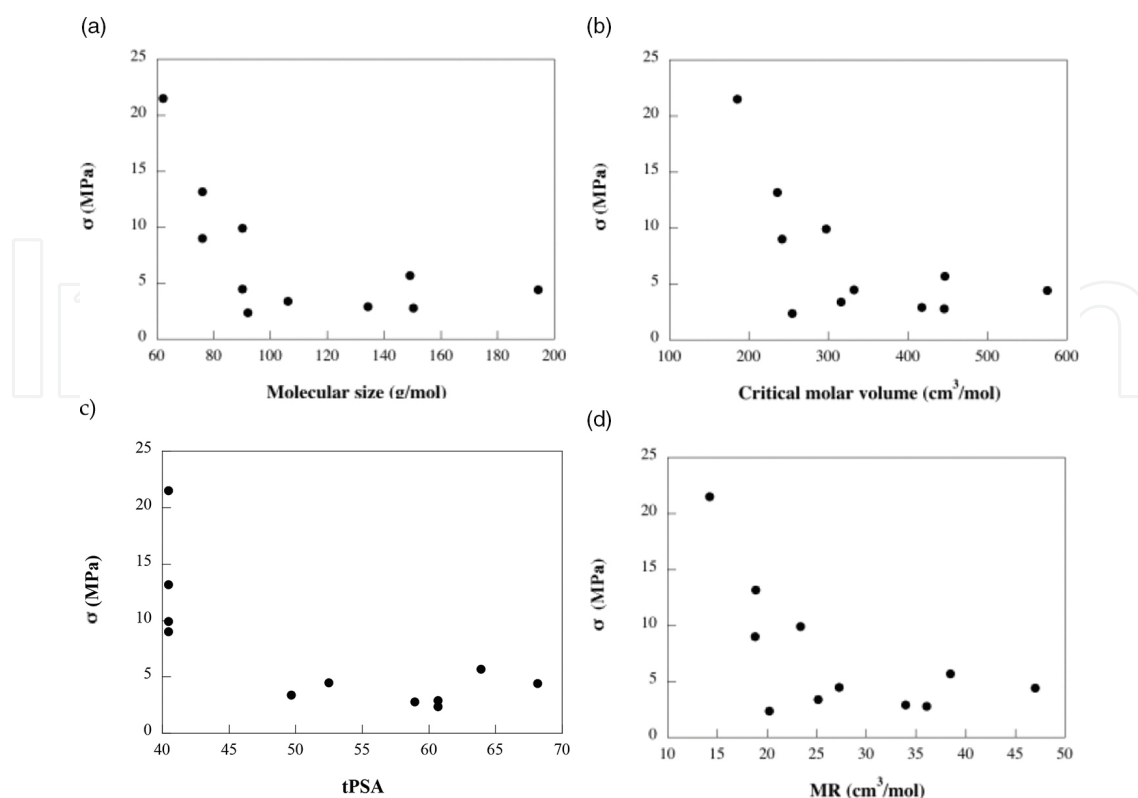 (a)
25
20
15
10
5
0
σ (MPa)
60 80 100 120 140 160 180 200
Molecular size (g/mol)
(b)
25
20
15
10
5
0
σ (MPa)
100 200 300 400 500 600
Critical molar volume (cm³/mol)
c)
25
20
15
10
5
0
σ (MPa)
40 45 50 55 60 65 70
tPSA
(d)
25
20
15
10
5
0
σ (MPa)
10 15 20 25 30 35 40 45 50
MR (cm³/mol)